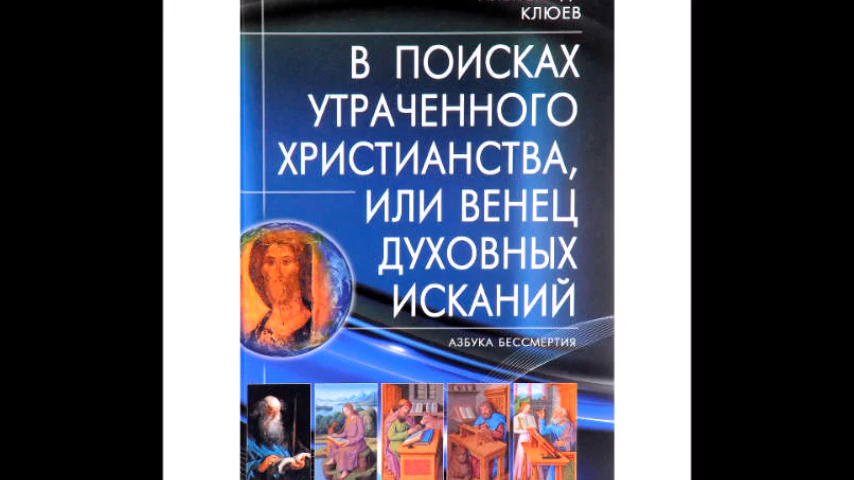 КЛЮЕВ
В ПОИСКАХ
УТРАЧЕННОГО
ХРИСТИАНСТВА,
ИЛИ ВЕНЕЦ
ДУХОВНЫХ
ИСКАНИЙ
АЗБУКА БЕССМЕРТИЯ